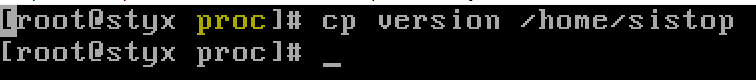 [root@styx proc]# cp version /home/sistop
[root@styx proc]# _